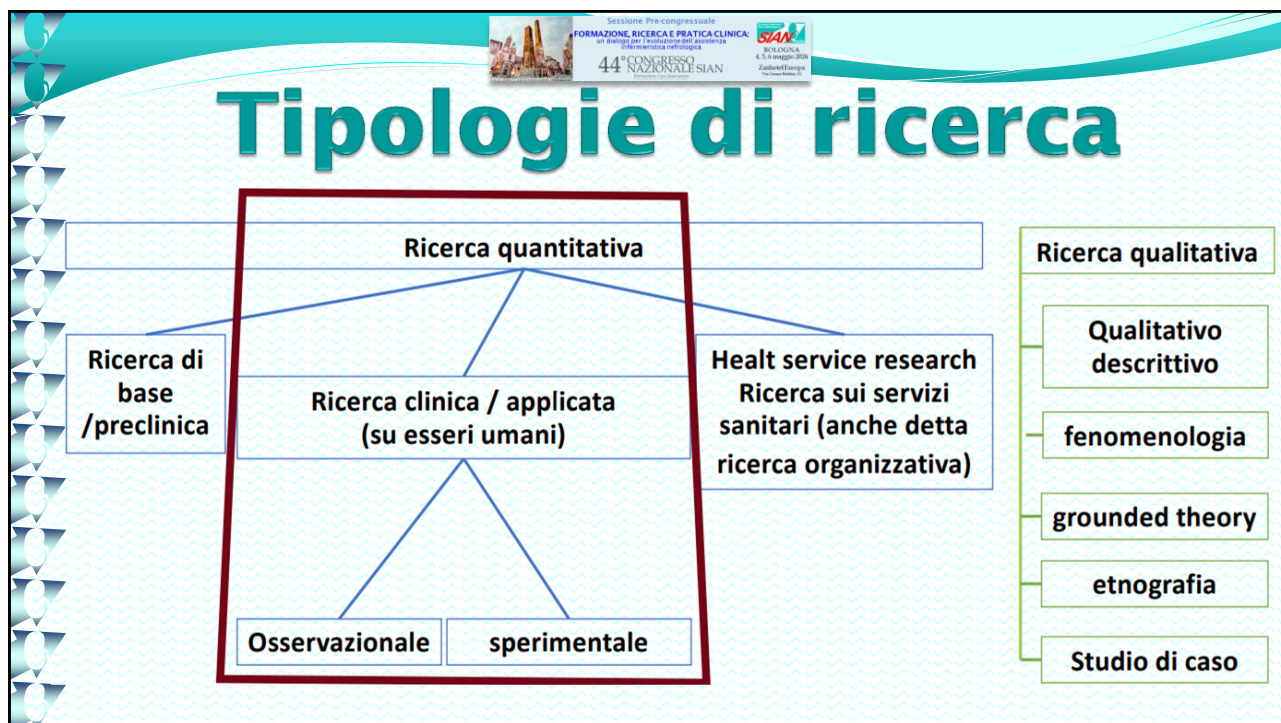 Sessione Pre-congressuale
FORMAZIONE, RICERCA E PRATICA CLINICA:
un dialogo per l'evoluzione dell'assistenza
infermieristica nefrologica
44° CONGRESSO
NAZIONALE SIAN
SIAN
BOLOGNA
4, 5, 6 maggio 2026
Zanhotel Europa
Tipologie di ricerca
Ricerca quantitativa
Ricerca di
base
/preclinica
Ricerca clinica / applicata
(su esseri umani)
Healt service research
Ricerca sui servizi
sanitari (anche detta
ricerca organizzativa)
Osservazionale
sperimentale
Ricerca qualitativa
Qualitativo
descrittivo
fenomenologia
grounded theory
etnografia
Studio di caso